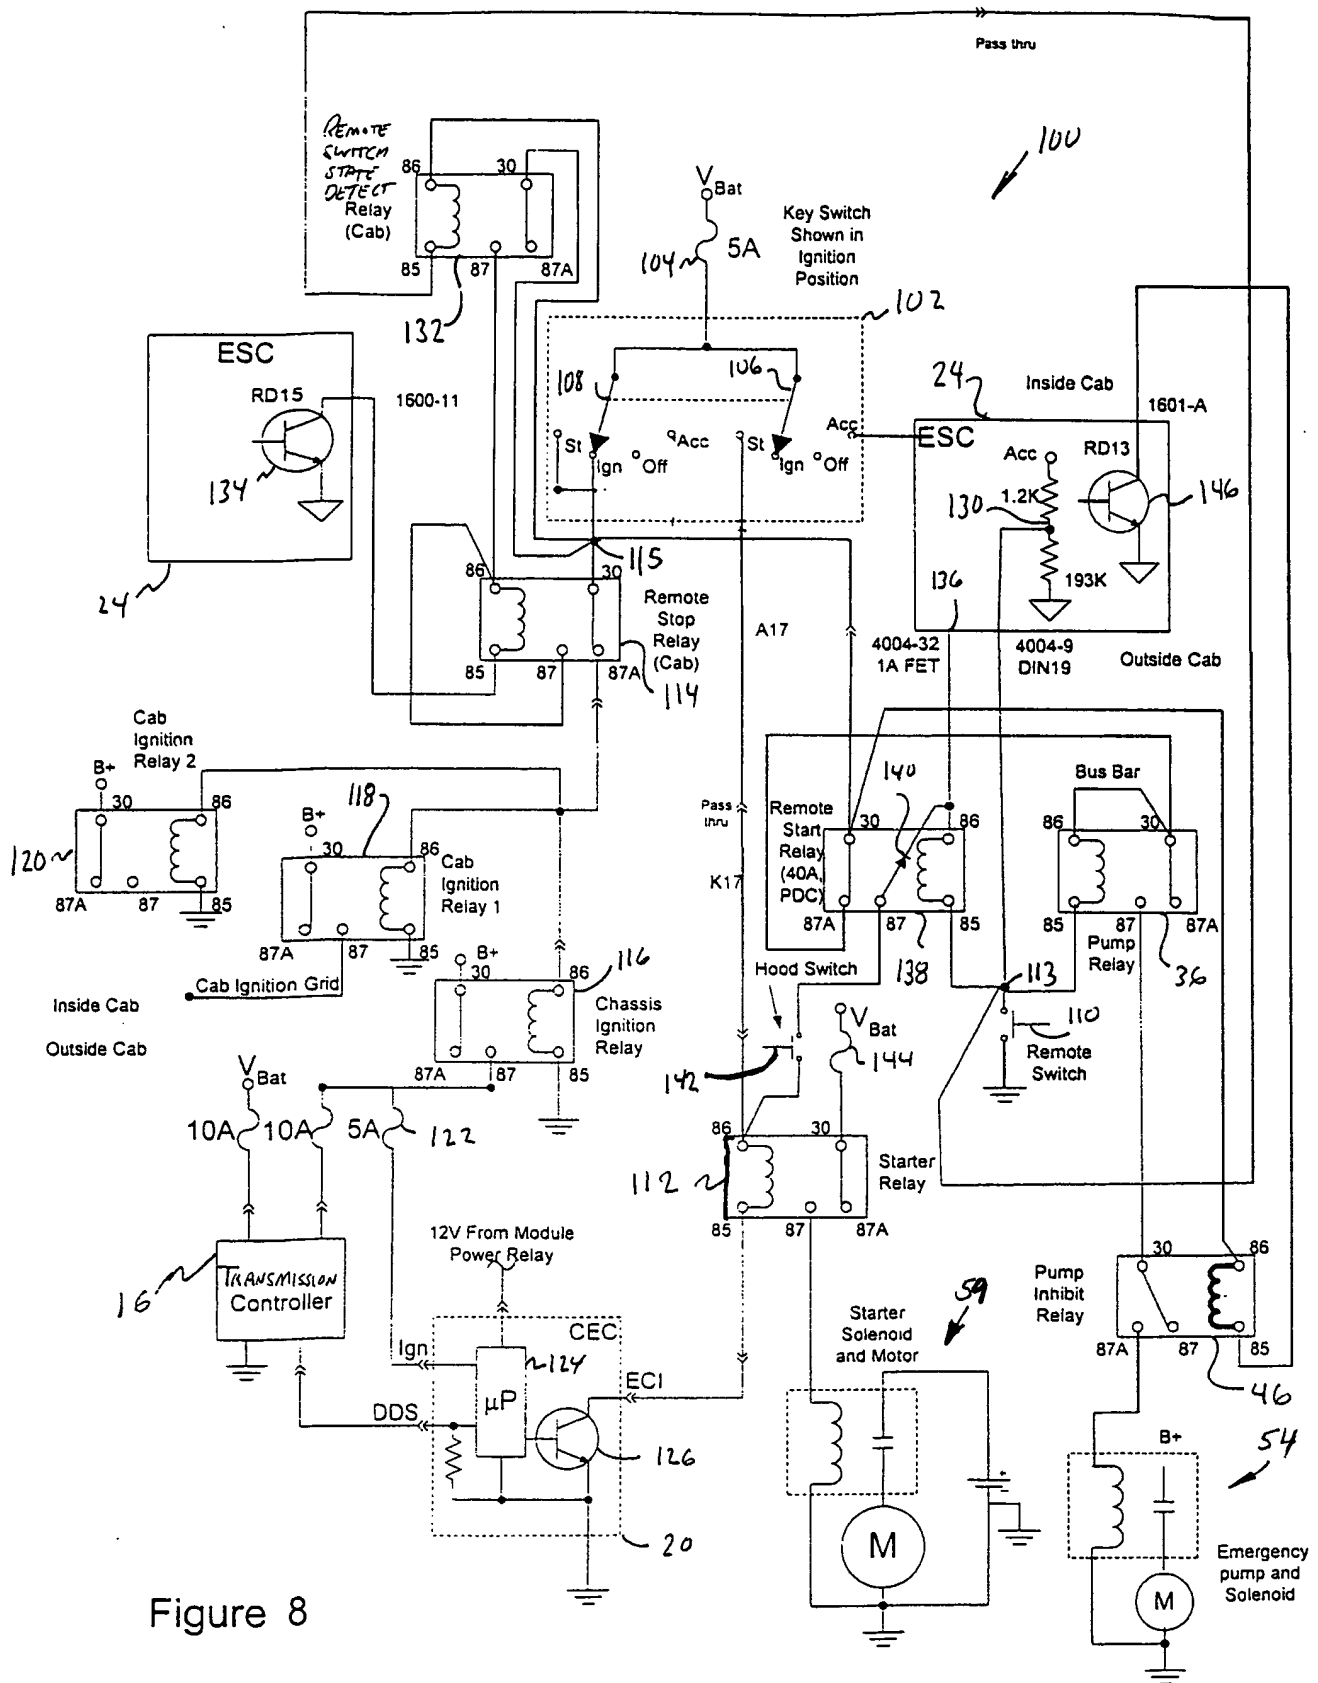 Pass thru
100
REMOTE
SWITCH
STATE
DETECT
Relay
(Cab)
86
30
85
87
87A
132
V Bat
5A
104
Key Switch
Shown in
Ignition
Position
102
108
106
St
Ign
Off
Acc
St
Ign
Off
Acc
ESC
RD15
134
24
1600-11
24
Inside Cab
1601-A
ESC
Acc
RD13
130
1.2K
146
193K
136
4004-32
1A FET
4004-9
DIN19
Outside Cab
115
86
30
Remote
Stop
Relay
(Cab)
85
87
87A
114
A17
Cab
Ignition
Relay 2
B+
30
86
120
87A
87
85
118
B+
30
86
Cab
Ignition
Relay 1
87A
87
85
Cab Ignition Grid
Inside Cab
Outside Cab
B+
30
86
116
Chassis
Ignition
Relay
87A
87
85
Pass
thru
K17
Remote
Start
Relay
(40A,
PDC)
140
30
86
87A
87
85
138
Bus Bar
86
30
85
87
87A
Pump
Relay
36
Hood Switch
142
V Bat
144
113
110
Remote
Switch
V Bat
10A
10A
5A
122
86
30
112
Starter
Relay
85
87
87A
16
TRANSMISSION
Controller
12V From Module
Power Relay
CEC
Ign
124
µP
ECI
DDS
126
20
Starter
Solenoid
and Motor
59
M
30
86
Pump
Inhibit
Relay
87A
87
85
46
B+
54
M
Emergency
pump and
Solenoid
Figure 8